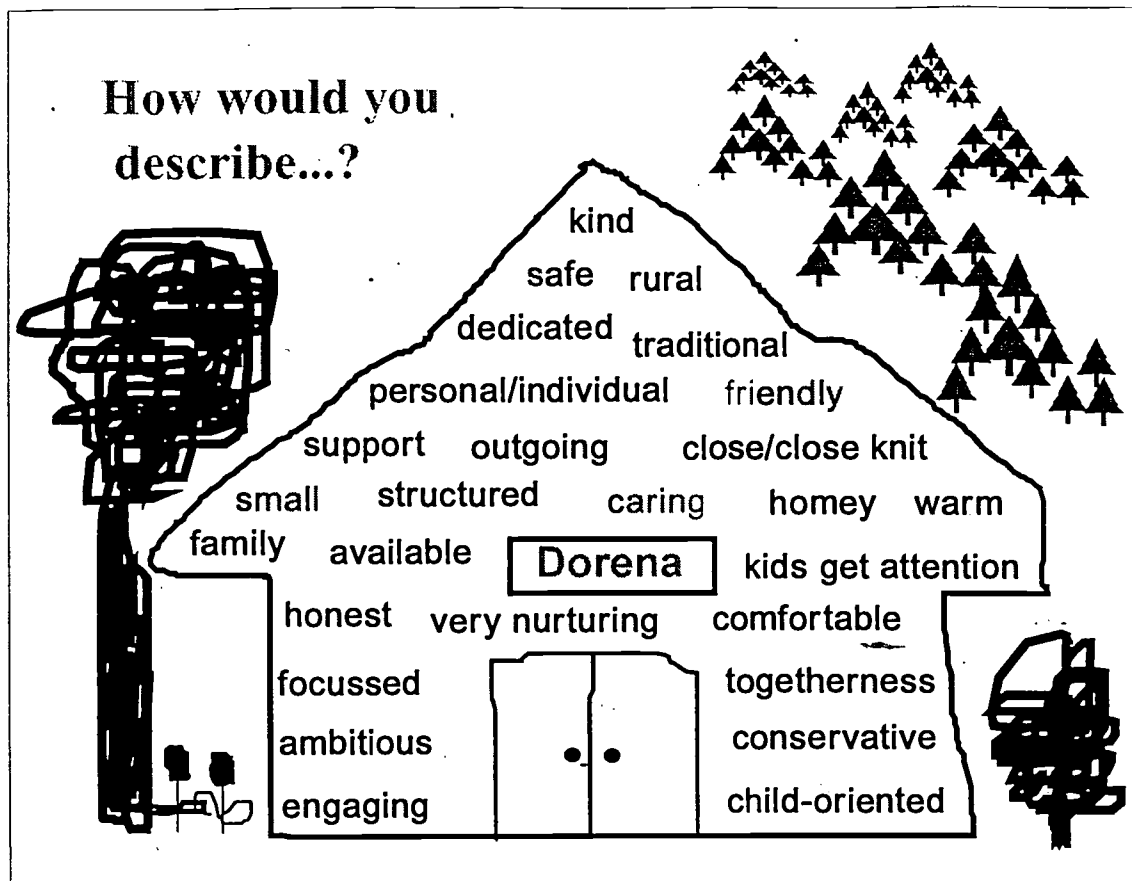 How would you
describe...?
kind
safe rural
dedicated traditional
personal/individual friendly
support outgoing close/close knit
small structured caring homey warm
family available Dorena kids get attention
honest very nurturing comfortable
focussed togetherness
ambitious conservative
engaging child-oriented